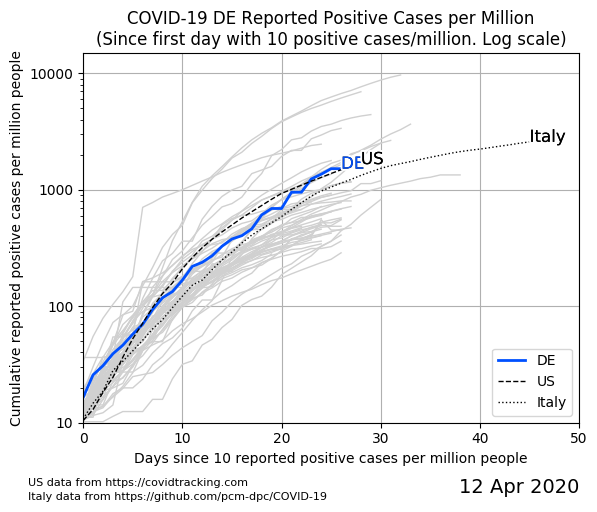 COVID-19 DE Reported Positive Cases per Million
(Since first day with 10 positive cases/million. Log scale)
Cumulative reported positive cases per million people
10000
1000
100
10
Italy
DE
US
DE
US
Italy
0
10
20
30
40
50
Days since 10 reported positive cases per million people
US data from https://covidtracking.com
Italy data from https://github.com/pcm-dpc/COVID-19
12 Apr 2020